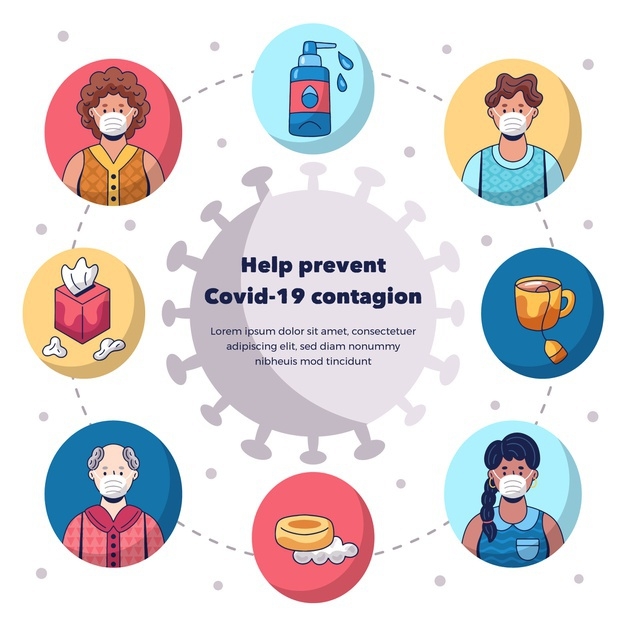 Help prevent
Covid-19 contagion
Lorem ipsum dolor sit amet, consectetuer
adipiscing elit, sed diam nonummy
nibheuis mod tincidunt